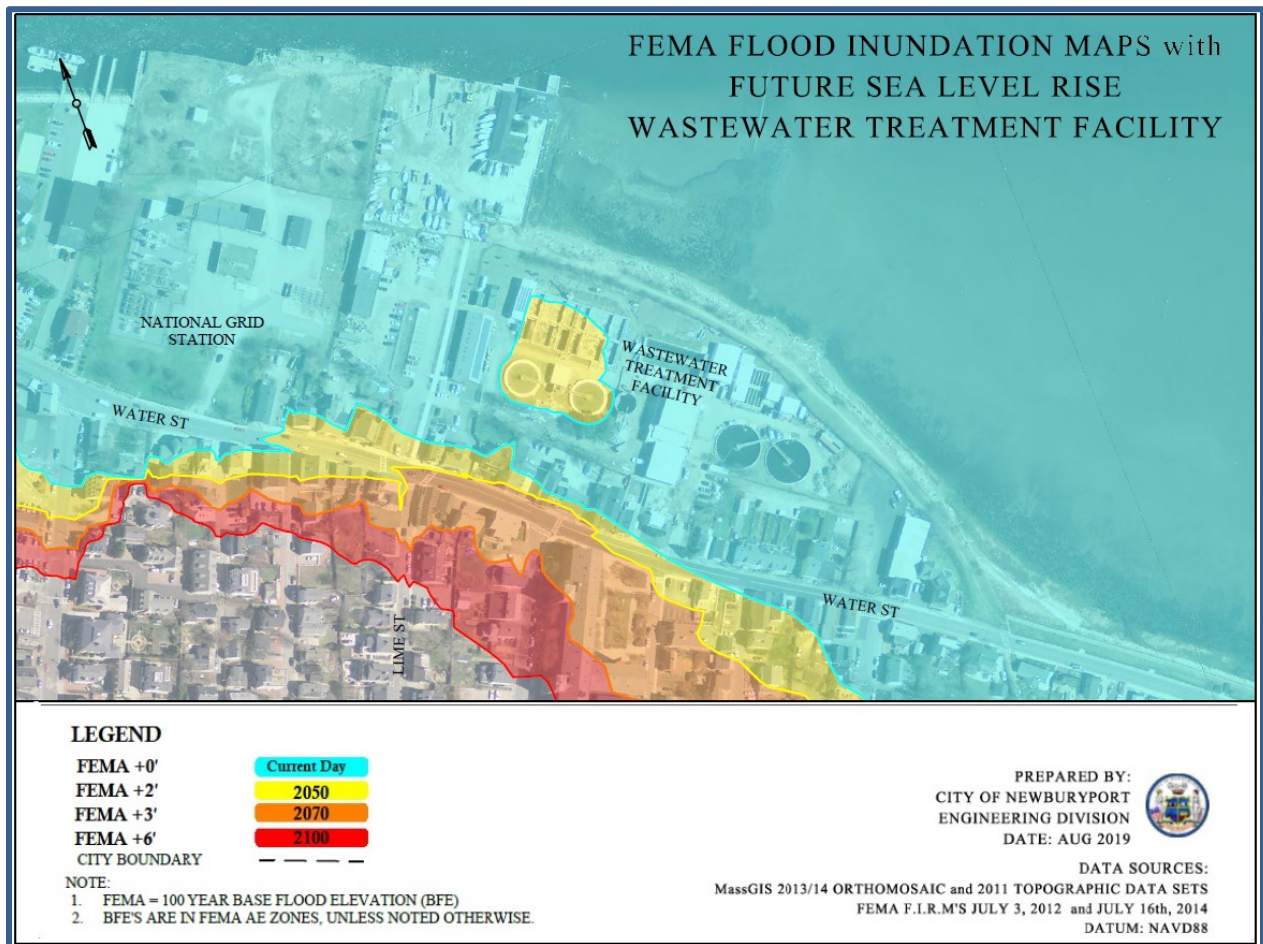 FEMA FLOOD INUNDATION MAPS with
FUTURE SEA LEVEL RISE
WASTEWATER TREATMENT FACILITY
NATIONAL GRID
STATION
WASTEWATER
TREATMENT
FACILITY
WATER ST
WATER ST
LIME ST
LEGEND
FEMA +0' Current Day
FEMA +2' 2050
FEMA +3' 2070
FEMA +6' 2100
CITY BOUNDARY
NOTE:
1. FEMA = 100 YEAR BASE FLOOD ELEVATION (BFE)
2. BFE'S ARE IN FEMA AE ZONES, UNLESS NOTED OTHERWISE.
PREPARED BY:
CITY OF NEWBURYPORT
ENGINEERING DIVISION
DATE: AUG 2019
DATA SOURCES:
MassGIS 2013/14 ORTHOMOSAIC and 2011 TOPOGRAPHIC DATA SETS
FEMA F.I.R.M'S JULY 3, 2012 and JULY 16th, 2014
DATUM: NAVD88